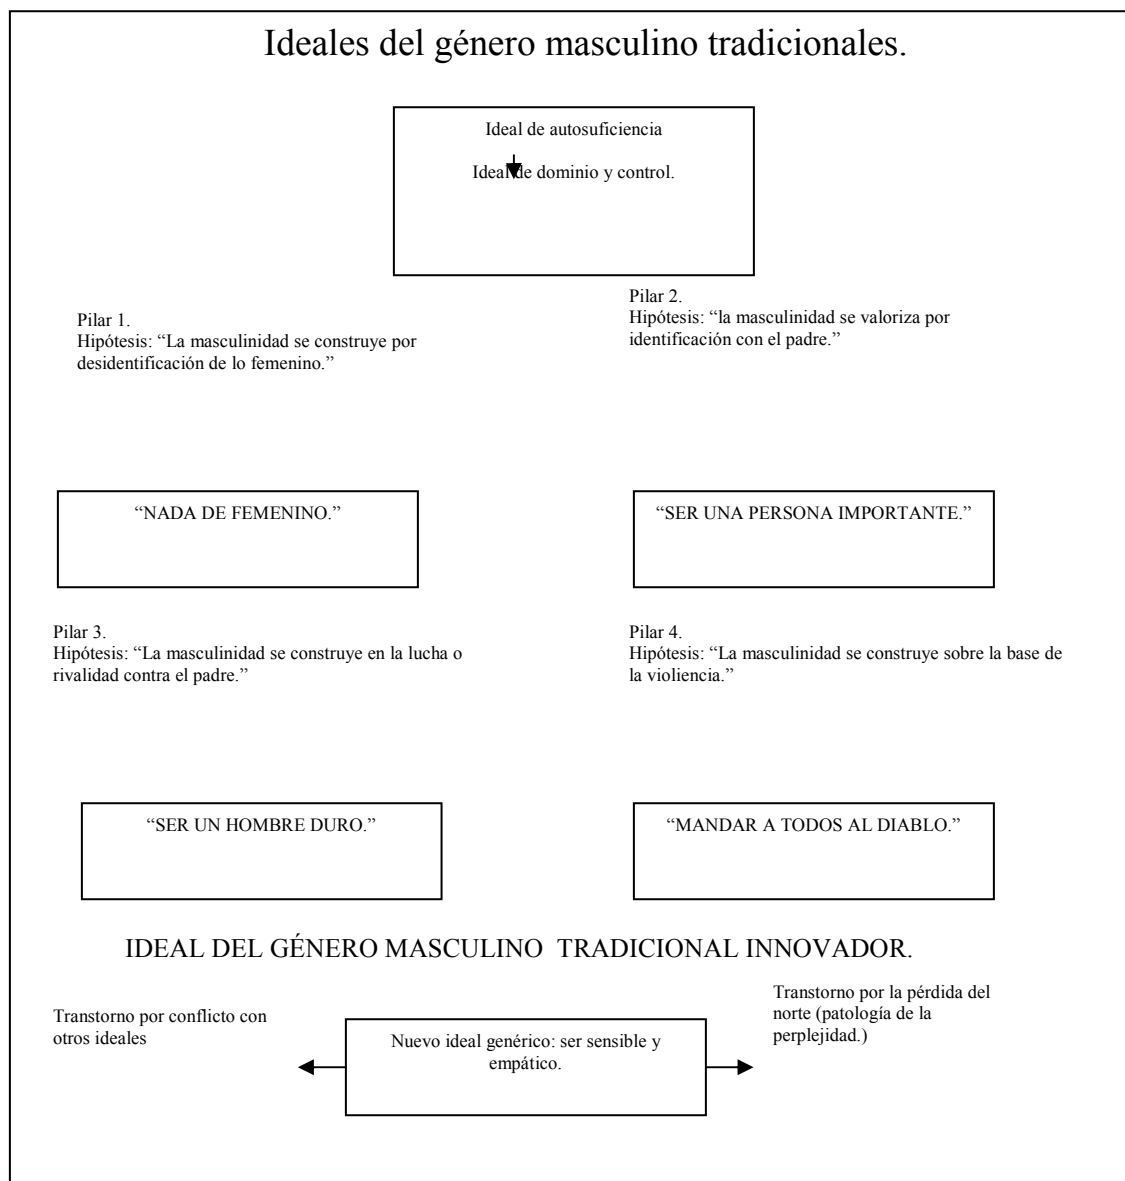 Ideales del género masculino tradicionales.
Ideal de autosuficiencia
Ideal de dominio y control.
Pilar 1.
Hipótesis: “La masculinidad se construye por
desidentificación de lo femenino.”
Pilar 2.
Hipótesis: “la masculinidad se valoriza por
identificación con el padre.”
“NADA DE FEMENINO.”
“SER UNA PERSONA IMPORTANTE.”
Pilar 3.
Hipótesis: “La masculinidad se construye en la lucha o
rivalidad contra el padre.”
Pilar 4.
Hipótesis: “La masculinidad se construye sobre la base de
la violiencia.”
“SER UN HOMBRE DURO.”
“MANDAR A TODOS AL DIABLO.”
IDEAL DEL GÉNERO MASCULINO TRADICIONAL INNOVADOR.
Transtorno por conflicto con
otros ideales
Nuevo ideal genérico: ser sensible y
empático.
Transtorno por la pérdida del
norte (patología de la
perplejidad.)